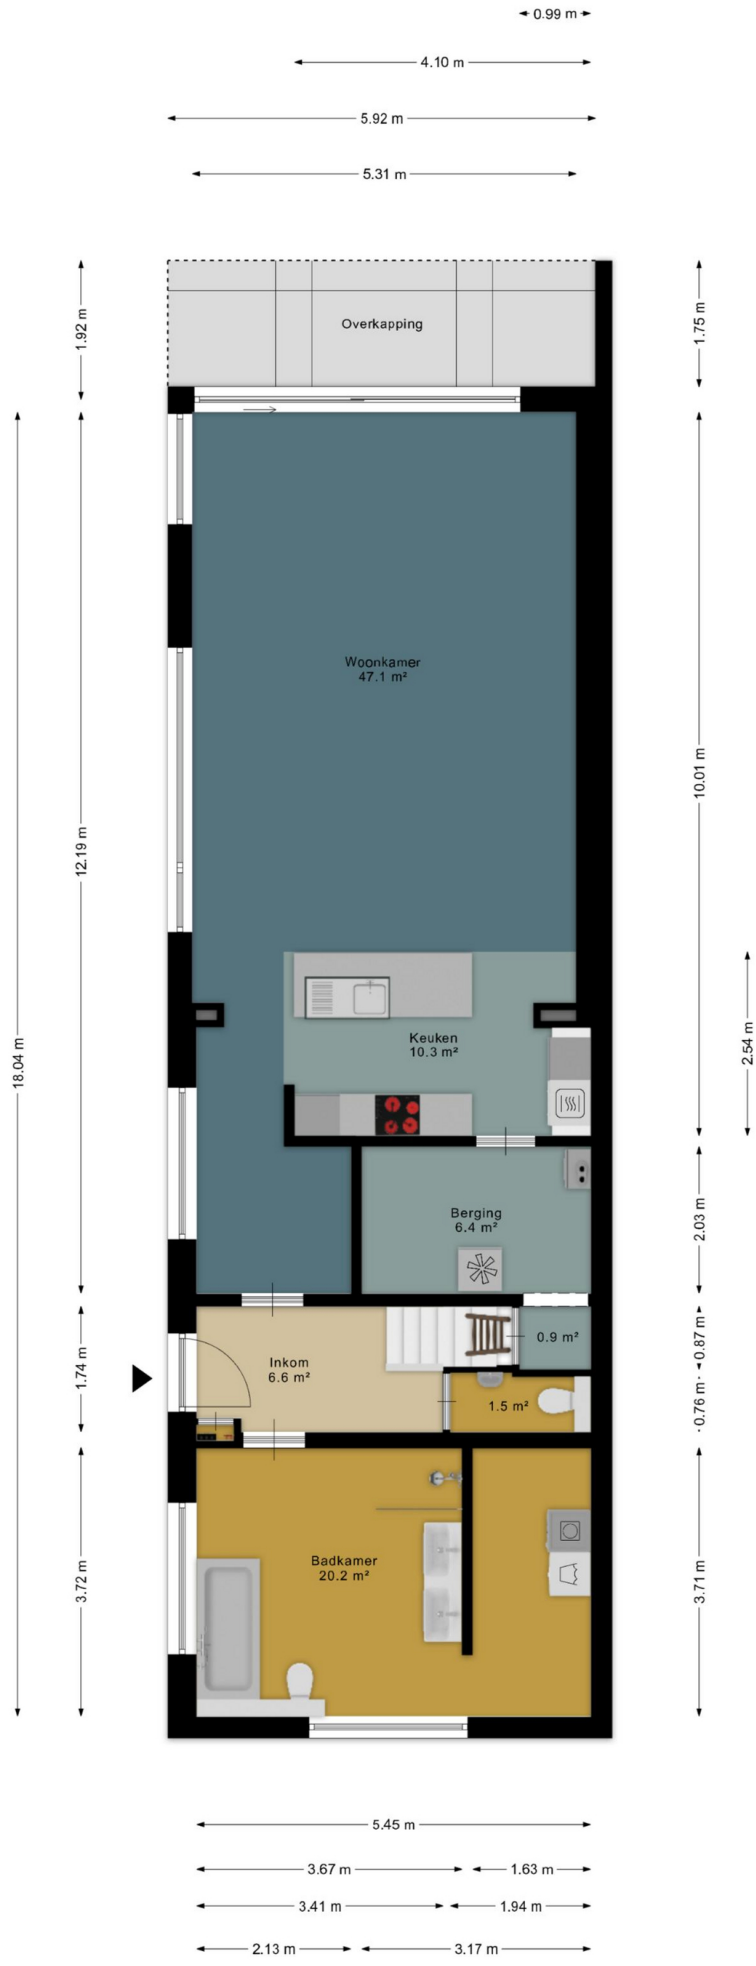 0.99 m
4.10 m
5.92 m
5.31 m
1.92 m
1.75 m
Overkapping
Woonkamer
47.1 m²
10.01 m
12.19 m
18.04 m
2.54 m
Keuken
10.3 m²
Berging
6.4 m²
2.03 m
0.87 m
0.9 m²
Inkom
6.6 m²
1.74 m
0.76 m
1.5 m²
Badkamer
20.2 m²
3.72 m
3.71 m
5.45 m
3.67 m
1.63 m
3.41 m
1.94 m
2.13 m
3.17 m